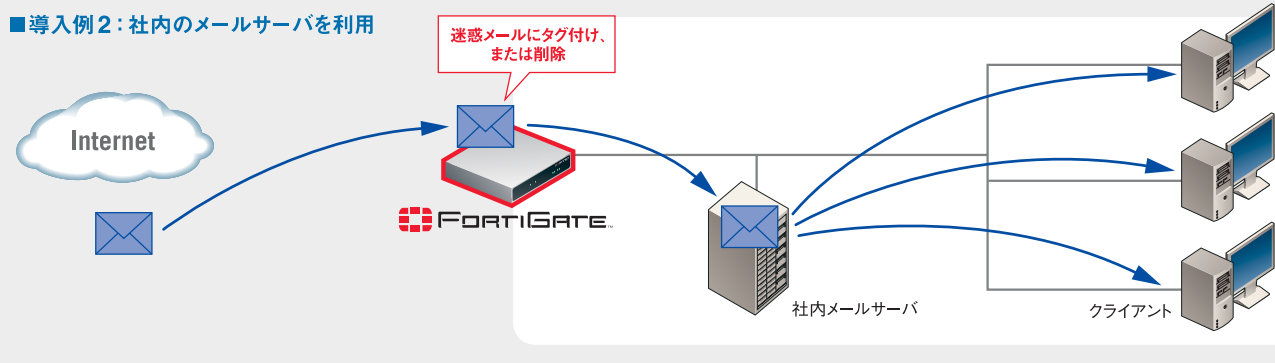 ■導入例2：社内のメールサーバを利用
迷惑メールにタグ付け、
または削除
Internet
FORTIGATE™
社内メールサーバ
クライアント